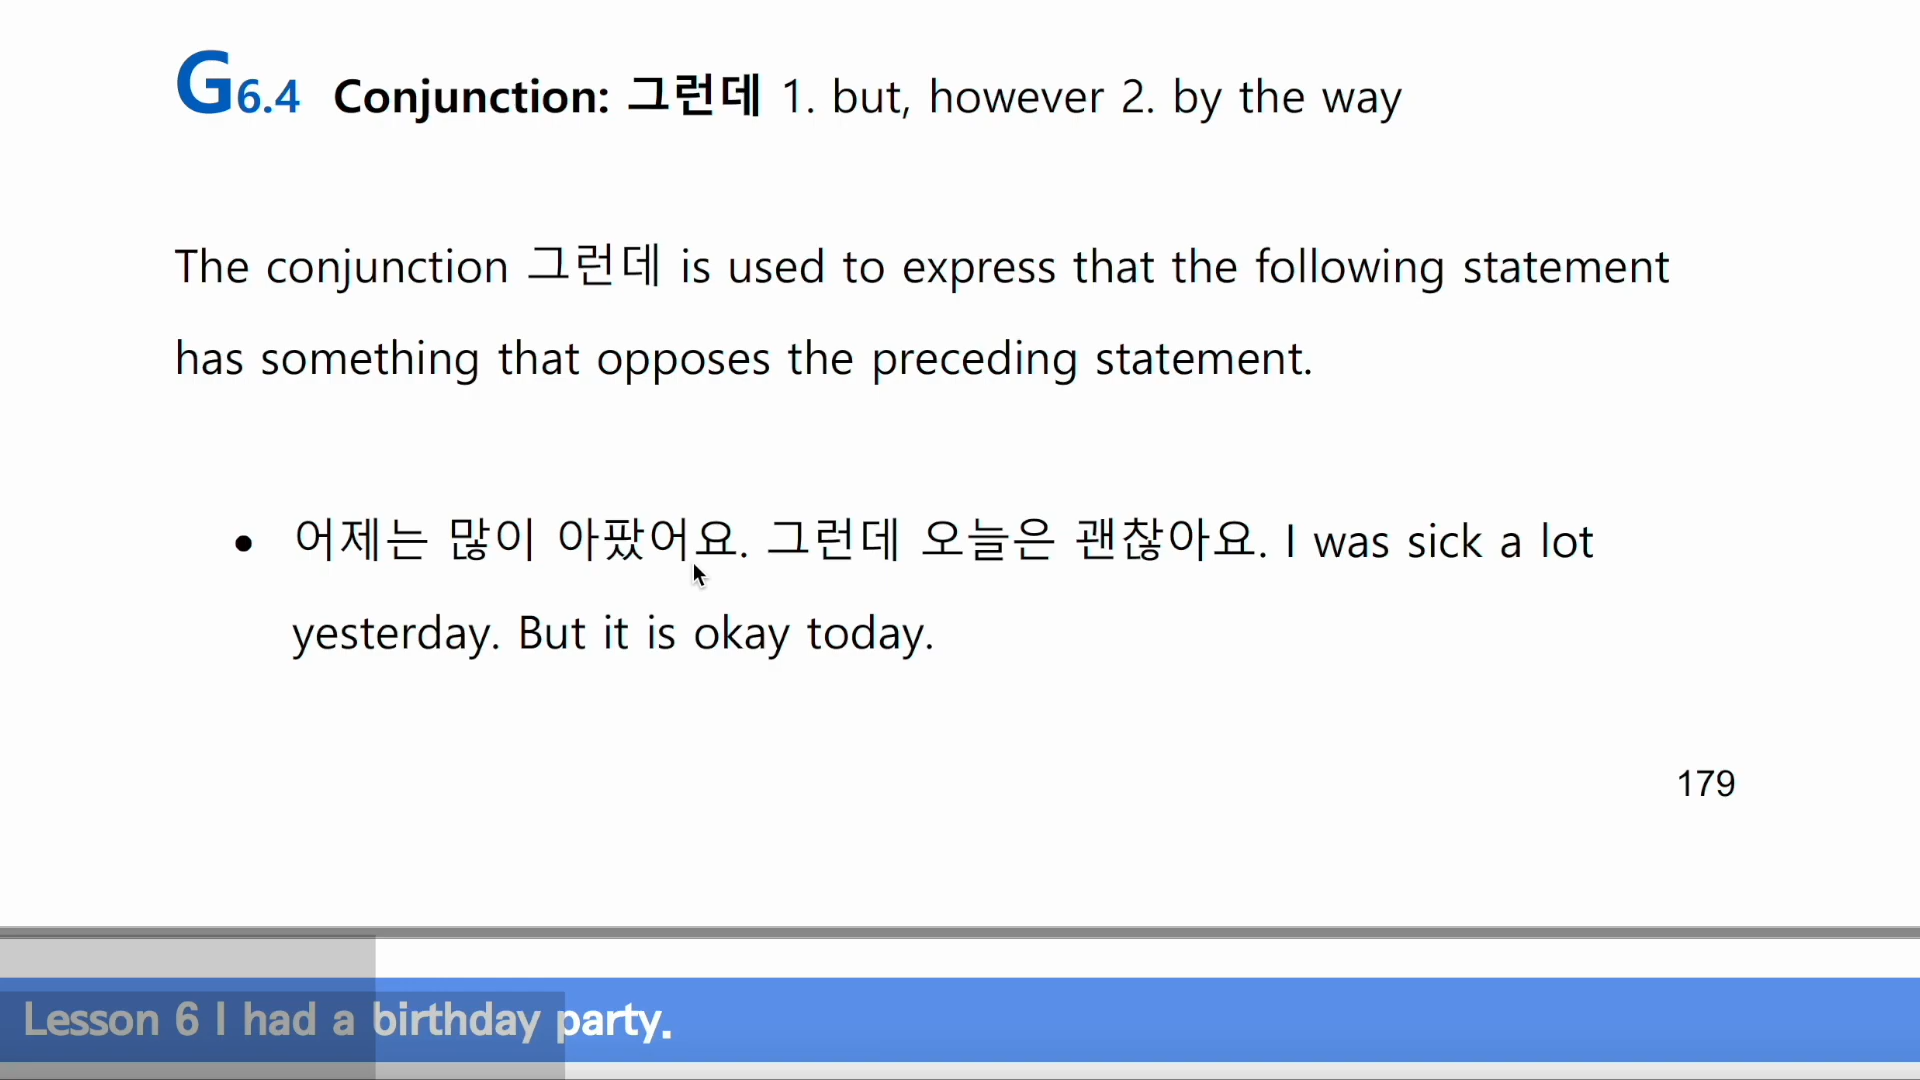 G6.4 Conjunction: 그런데 1. but, however 2. by the way
The conjunction 그런데 is used to express that the following statement
has something that opposes the preceding statement.
● 어제는 많이 아팠어요. 그런데 오늘은 괜찮아요. I was sick a lot
yesterday. But it is okay today.
179
Lesson 6 I had a birthday party.